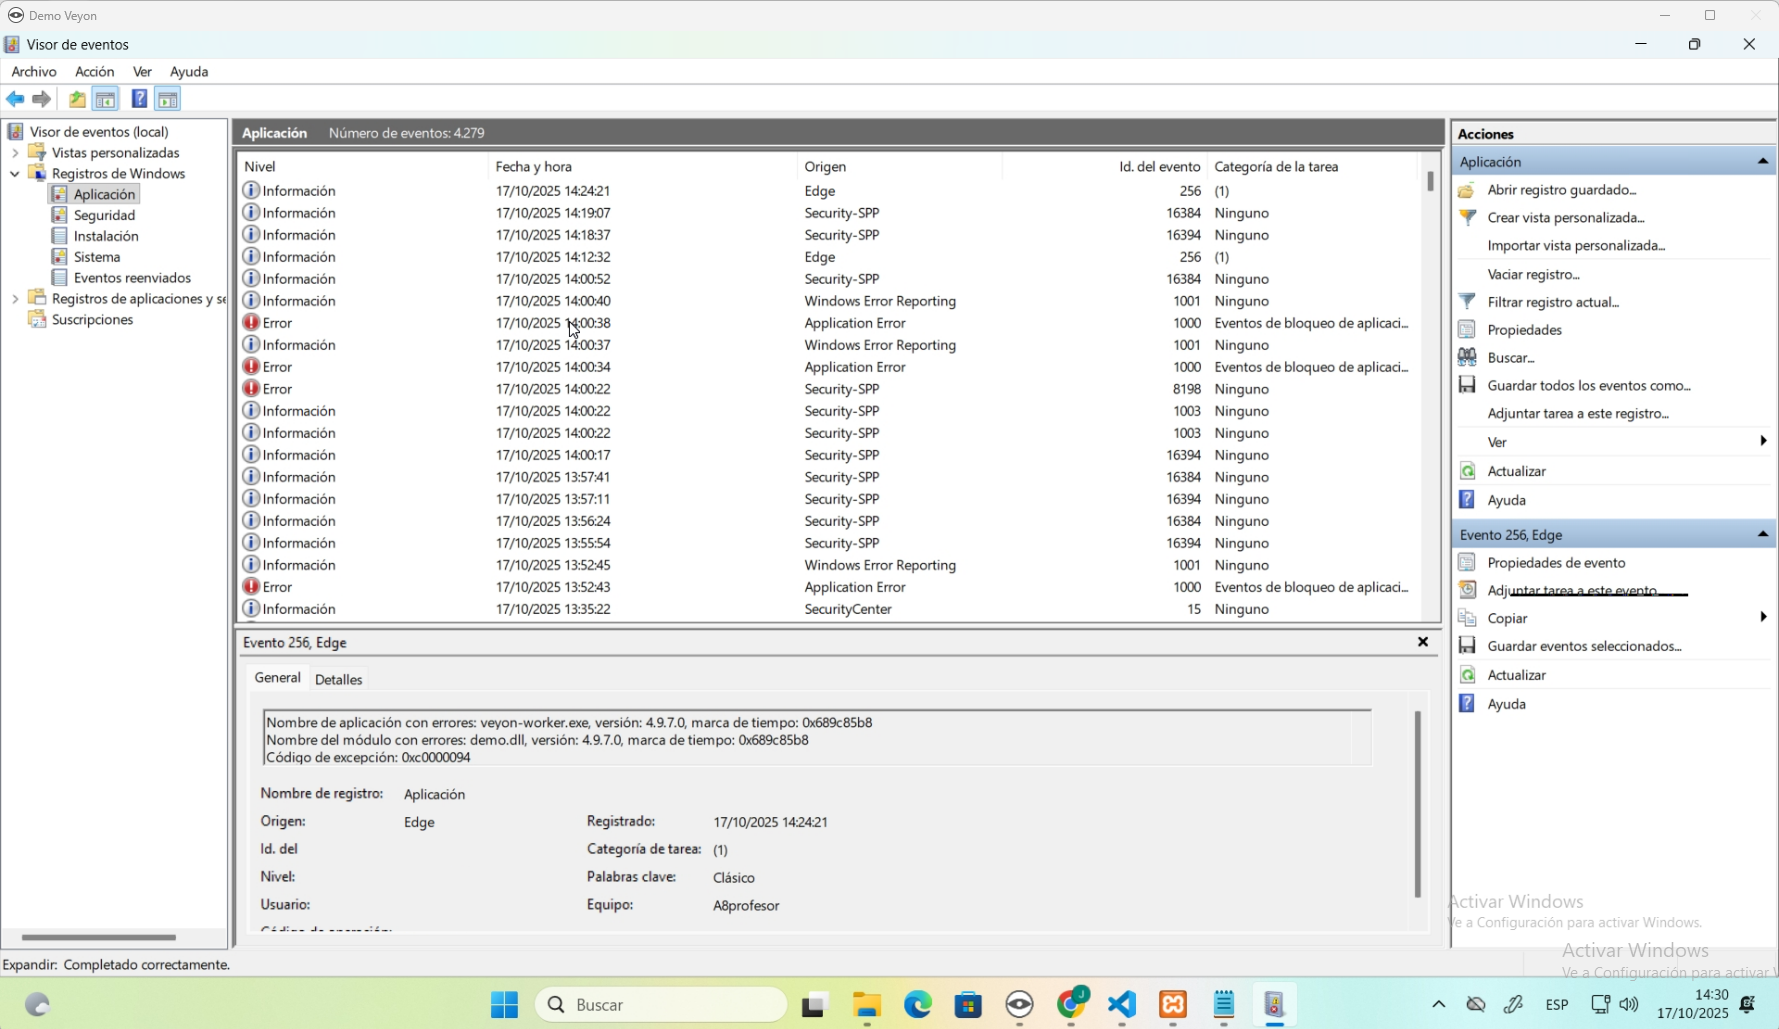 Demo Veyon
Visor de eventos
Archivo Acción Ver Ayuda
Visor de eventos (local)
Vistas personalizadas
Registros de Windows
Aplicación
Seguridad
Instalación
Sistema
Eventos reenviados
Registros de aplicaciones y se
Suscripciones
Aplicación Número de eventos: 4.279
Nivel Fecha y hora Origen Id. del evento Categoría de la tarea
Información 17/10/2025 14:24:21 Edge 256 (1)
Información 17/10/2025 14:19:07 Security-SPP 16384 Ninguno
Información 17/10/2025 14:18:37 Security-SPP 16394 Ninguno
Información 17/10/2025 14:12:32 Edge 256 (1)
Información 17/10/2025 14:00:52 Security-SPP 16384 Ninguno
Información 17/10/2025 14:00:40 Windows Error Reporting 1001 Ninguno
Error 17/10/2025 14:00:38 Application Error 1000 Eventos de bloqueo de aplicaci...
Información 17/10/2025 14:00:37 Windows Error Reporting 1001 Ninguno
Error 17/10/2025 14:00:34 Application Error 1000 Eventos de bloqueo de aplicaci...
Error 17/10/2025 14:00:22 Security-SPP 8198 Ninguno
Información 17/10/2025 14:00:22 Security-SPP 1003 Ninguno
Información 17/10/2025 14:00:22 Security-SPP 1003 Ninguno
Información 17/10/2025 14:00:17 Security-SPP 16394 Ninguno
Información 17/10/2025 13:57:41 Security-SPP 16384 Ninguno
Información 17/10/2025 13:57:11 Security-SPP 16394 Ninguno
Información 17/10/2025 13:56:24 Security-SPP 16384 Ninguno
Información 17/10/2025 13:55:54 Security-SPP 16394 Ninguno
Información 17/10/2025 13:52:45 Windows Error Reporting 1001 Ninguno
Error 17/10/2025 13:52:43 Application Error 1000 Eventos de bloqueo de aplicaci...
Información 17/10/2025 13:35:22 SecurityCenter 15 Ninguno
Evento 256, Edge
General Detalles
Nombre de aplicación con errores: veyon-worker.exe, versión: 4.9.7.0, marca de tiempo: 0x689c85b8
Nombre del módulo con errores: demo.dll, versión: 4.9.7.0, marca de tiempo: 0x689c85b8
Código de excepción: 0xc0000094
Nombre de registro: Aplicación
Origen: Edge Registrado: 17/10/2025 14:24:21
Id. del Categoría de tarea: (1)
Nivel: Palabras clave: Clásico
Usuario: Equipo: A8profesor
Código de operación:
Acciones
Aplicación
Abrir registro guardado...
Crear vista personalizada...
Importar vista personalizada...
Vaciar registro...
Filtrar registro actual...
Propiedades
Buscar...
Guardar todos los eventos como...
Adjuntar tarea a este registro...
Ver
Actualizar
Ayuda
Evento 256, Edge
Propiedades de evento
Adjuntar tarea a este evento...
Copiar
Guardar eventos seleccionados...
Actualizar
Ayuda
Activar Windows
Ve a Configuración para activar Windows.
Activar Windows
Ve a Configuración para activar
Expandir: Completado correctamente.
Buscar
J
ESP
14:30
17/10/2025